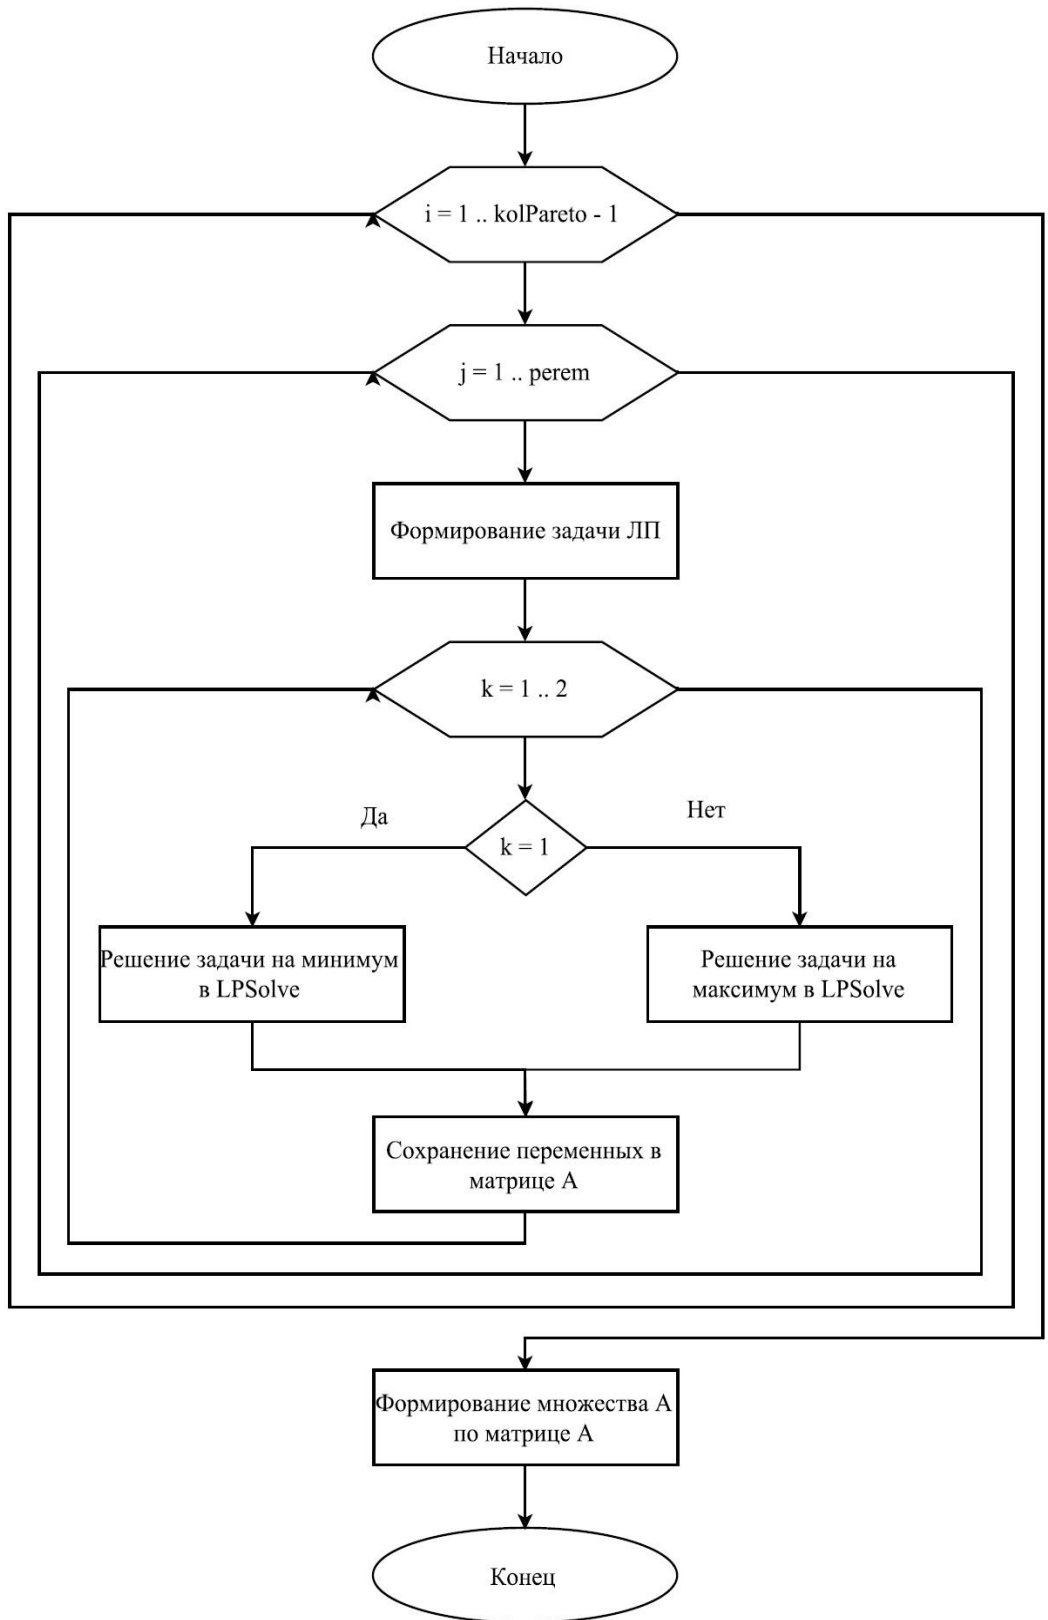 Начало
i = 1 .. kolPareto - 1
j = 1 .. perem
Формирование задачи ЛП
k = 1 .. 2
Да
Нет
k = 1
Решение задачи на минимум
в LPSolve
Решение задачи на
максимум в LPSolve
Сохранение переменных в
матрице А
Формирование множества А
по матрице А
Конец